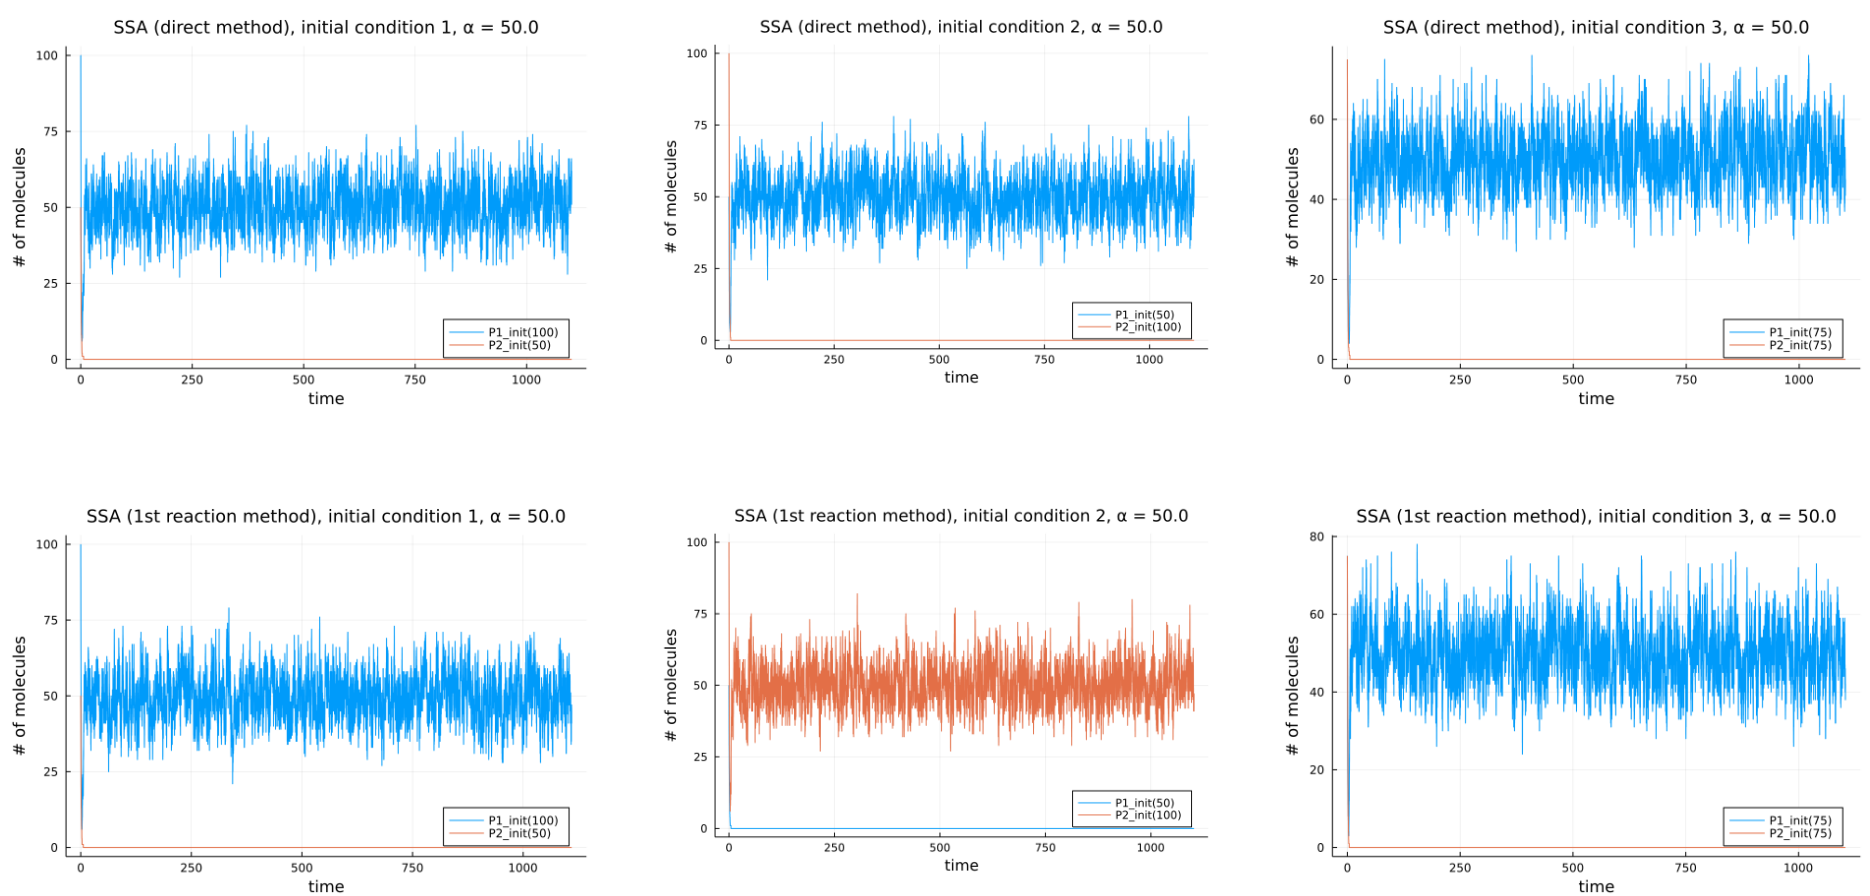 SSA (direct method), initial condition 1, α = 50.0
100
75
50
25
0
# of molecules
P1_init(100)
P2_init(50)
0 250 500 750 1000
time
SSA (direct method), initial condition 2, α = 50.0
100
75
50
25
0
# of molecules
P1_init(50)
P2_init(100)
0 250 500 750 1000
time
SSA (direct method), initial condition 3, α = 50.0
60
40
20
0
# of molecules
P1_init(75)
P2_init(75)
0 250 500 750 1000
time
SSA (1st reaction method), initial condition 1, α = 50.0
100
75
50
25
0
# of molecules
P1_init(100)
P2_init(50)
0 250 500 750 1000
time
SSA (1st reaction method), initial condition 2, α = 50.0
100
75
50
25
0
# of molecules
P1_init(50)
P2_init(100)
0 250 500 750 1000
time
SSA (1st reaction method), initial condition 3, α = 50.0
80
60
40
20
0
# of molecules
P1_init(75)
P2_init(75)
0 250 500 750 1000
time